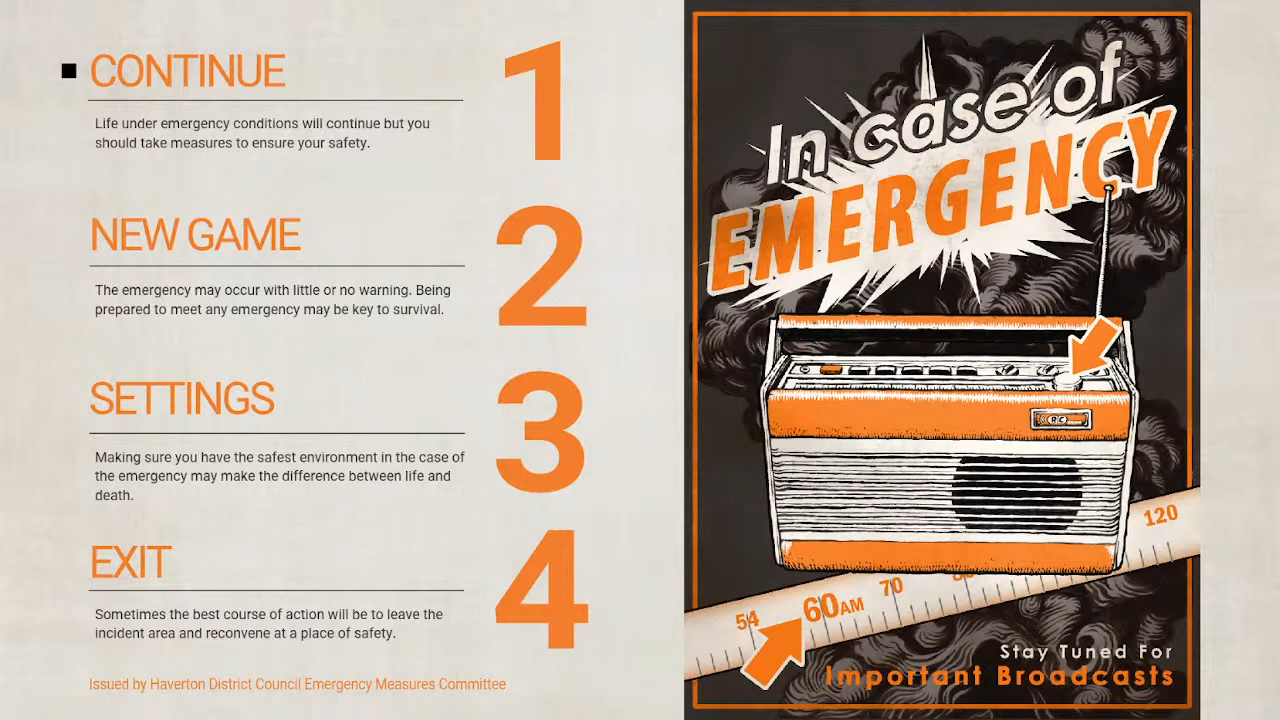 CONTINUE
Life under emergency conditions will continue but you
should take measures to ensure your safety.
1
NEW GAME
The emergency may occur with little or no warning. Being
prepared to meet any emergency may be key to survival.
2
SETTINGS
Making sure you have the safest environment in the case of
the emergency may make the difference between life and
death.
3
EXIT
Sometimes the best course of action will be to leave the
incident area and reconvene at a place of safety.
4
Issued by Haverton District Council Emergency Measures Committee
In case of
EMERGENCY
54 60AM 70 120
Stay Tuned For
Important Broadcasts